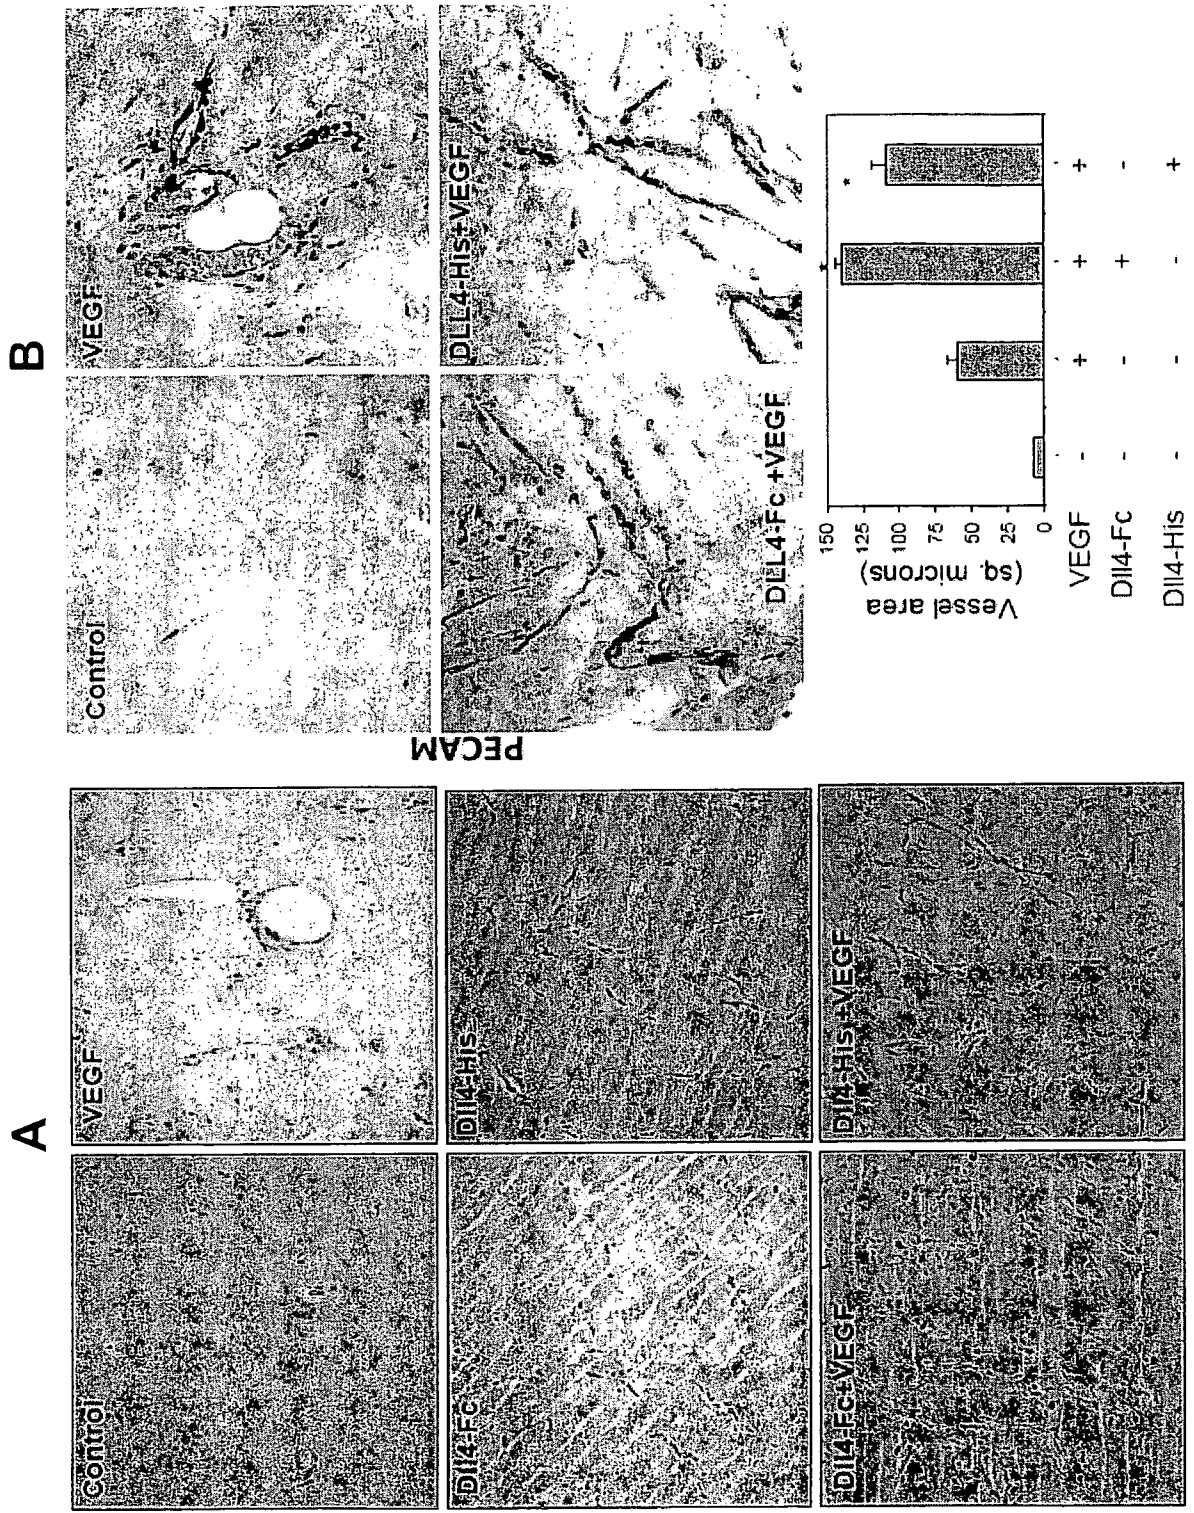 A
Control
VEGF
Dll4-Fc
Dll4-His
Dll4-Fc+VEGF
Dll4-His+VEGF
B
PECAM
Control
VEGF
DLL4-Fc +VEGF
DLL4-His+VEGF
Vessel area
(sq. microns)
150
125
100
75
50
25
0
* *
VEGF - + + +
Dll4-Fc - - + -
Dll4-His - - - +